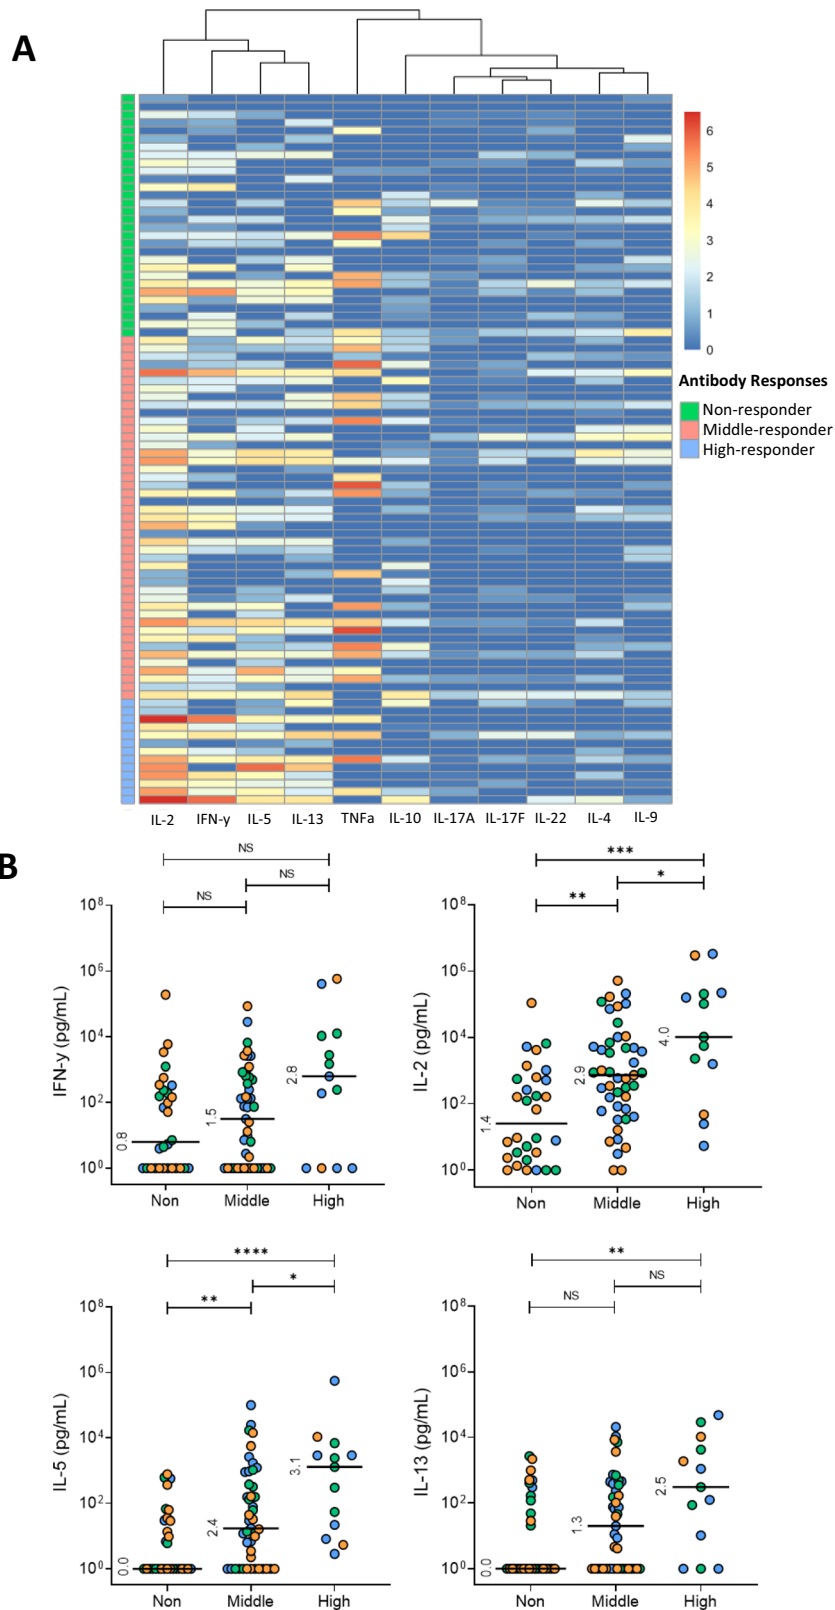 A
6
5
4
3
2
1
0
Antibody Responses
Non-responder
Middle-responder
High-responder
IL-2 IFN-y IL-5 IL-13 TNFa IL-10 IL-17A IL-17F IL-22 IL-4 IL-9
B
NS
NS
NS
10⁸
10⁶
10⁴
10²
10⁰
IFN-y (pg/mL)
0.8
1.5
2.8
Non Middle High
***
*
**
10⁸
10⁶
10⁴
10²
10⁰
IL-2 (pg/mL)
1.4
2.9
4.0
Non Middle High
****
*
**
10⁸
10⁶
10⁴
10²
10⁰
IL-5 (pg/mL)
0.0
2.4
3.1
Non Middle High
**
NS
NS
10⁸
10⁶
10⁴
10²
10⁰
IL-13 (pg/mL)
0.0
1.3
2.5
Non Middle High